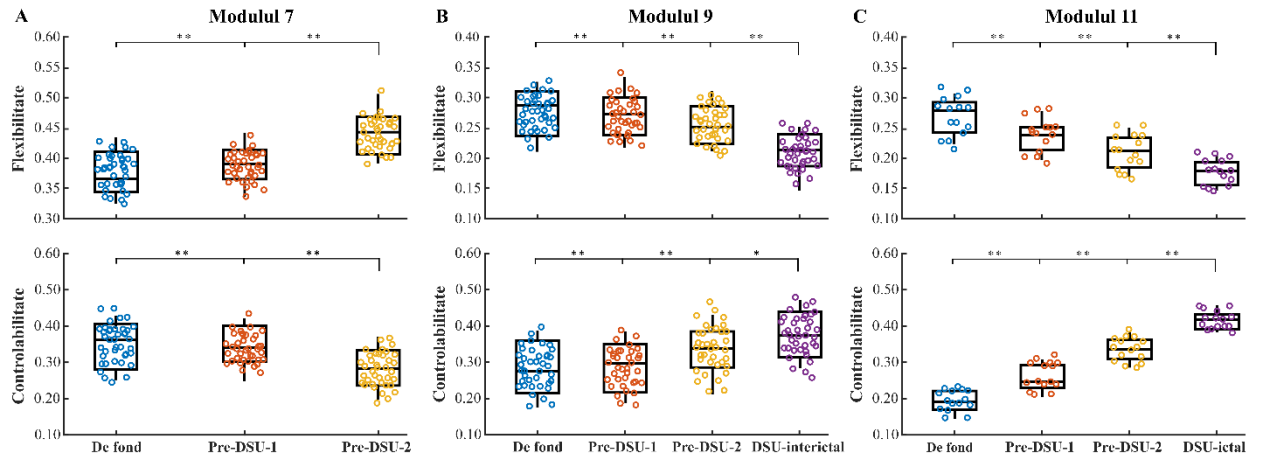 A Modulul 7
Flexibilitate
0.60
0.55
0.50
0.45
0.40
0.35
0.30
** **
Controlabilitate
0.60
0.50
0.40
0.30
0.20
0.10
** **
De fond Pre-DSU-1 Pre-DSU-2
B Modulul 9
Flexibilitate
0.40
0.35
0.30
0.25
0.20
0.15
0.10
** ** **
Controlabilitate
0.60
0.50
0.40
0.30
0.20
0.10
** ** *
De fond Pre-DSU-1 Pre-DSU-2 DSU-interictal
C Modulul 11
Flexibilitate
0.40
0.35
0.30
0.25
0.20
0.15
0.10
** ** **
Controlabilitate
0.60
0.50
0.40
0.30
0.20
0.10
** ** **
De fond Pre-DSU-1 Pre-DSU-2 DSU-ictal